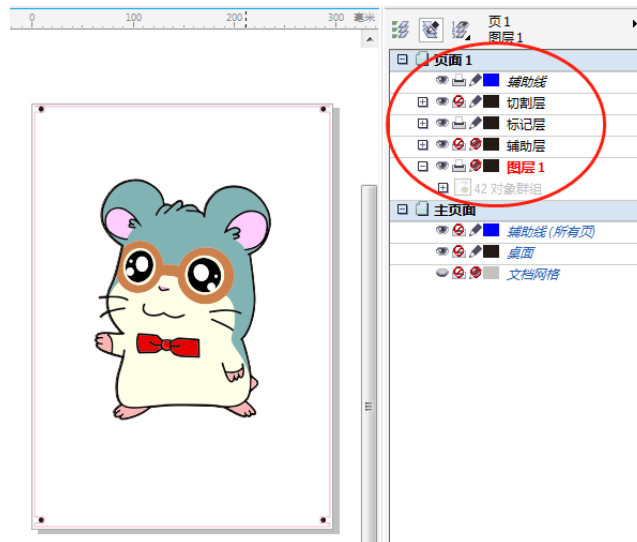 0 100 200 300 毫米
页1
图层1
页面 1
辅助线
切割层
标记层
辅助层
图层 1
42 对象群组
主页面
辅助线 (所有页)
桌面
文档网格